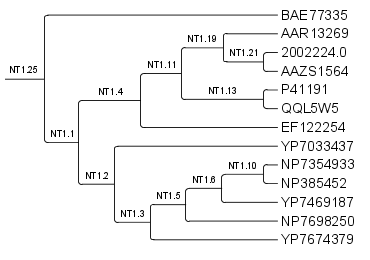 BAE77335
AAR13269
NT1.19
2002224.0
NT1.21
NT1.11
AAZS1564
NT1.25
P41191
NT1.4
NT1.13
QQL5W5
EF122254
NT1.1
YP7033437
NT1.10
NP7354933
NT1.2
NT1.6
NP385452
NT1.5
YP7469187
NT1.3
NP7698250
YP7674379